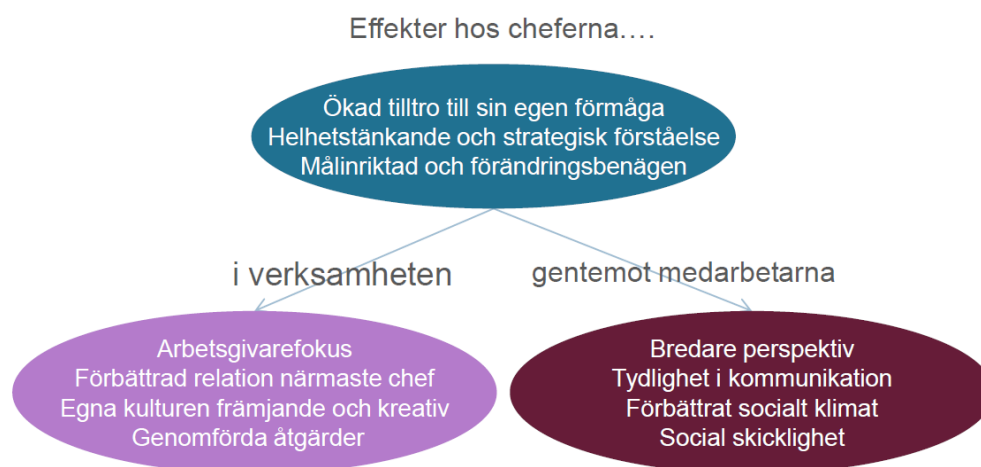 Effekter hos cheferna….
Ökad tilltro till sin egen förmåga
Helhetstänkande och strategisk förståelse
Målinriktad och förändringsbenägen
i verksamheten
gentemot medarbetarna
Arbetsgivarefokus
Förbättrad relation närmaste chef
Egna kulturen främjande och kreativ
Genomförda åtgärder
Bredare perspektiv
Tydlighet i kommunikation
Förbättrat socialt klimat
Social skicklighet